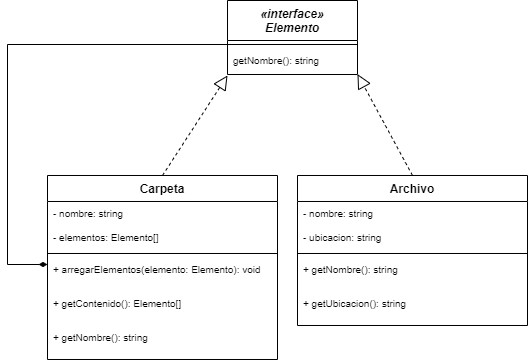 «interface»
Elemento
getNombre(): string
Carpeta
- nombre: string
- elementos: Elemento[]
+ arregarElementos(elemento: Elemento): void
+ getContenido(): Elemento[]
+ getNombre(): string
Archivo
- nombre: string
- ubicacion: string
+ getNombre(): string
+ getUbicacion(): string